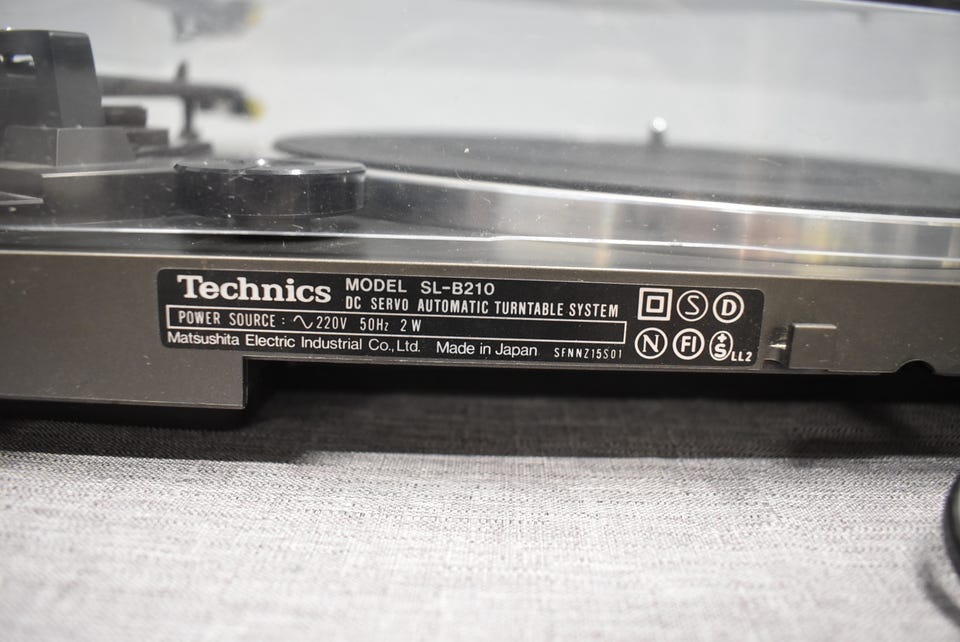 Technics MODEL SL-B210
DC SERVO AUTOMATIC TURNTABLE SYSTEM
POWER SOURCE : ∿220V 50Hz 2W
Matsushita Electric Industrial Co., Ltd. Made in Japan SFNNZ15S01
S D
N FI +S LL2